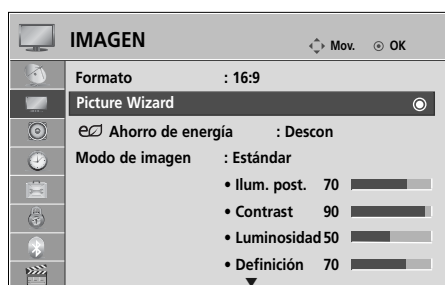 IMAGEN Mov. OK
Formato : 16:9
Picture Wizard
Ahorro de energía : Descon
Modo de imagen : Estándar
• Ilum. post. 70
• Contrast 90
• Luminosidad 50
• Definición 70